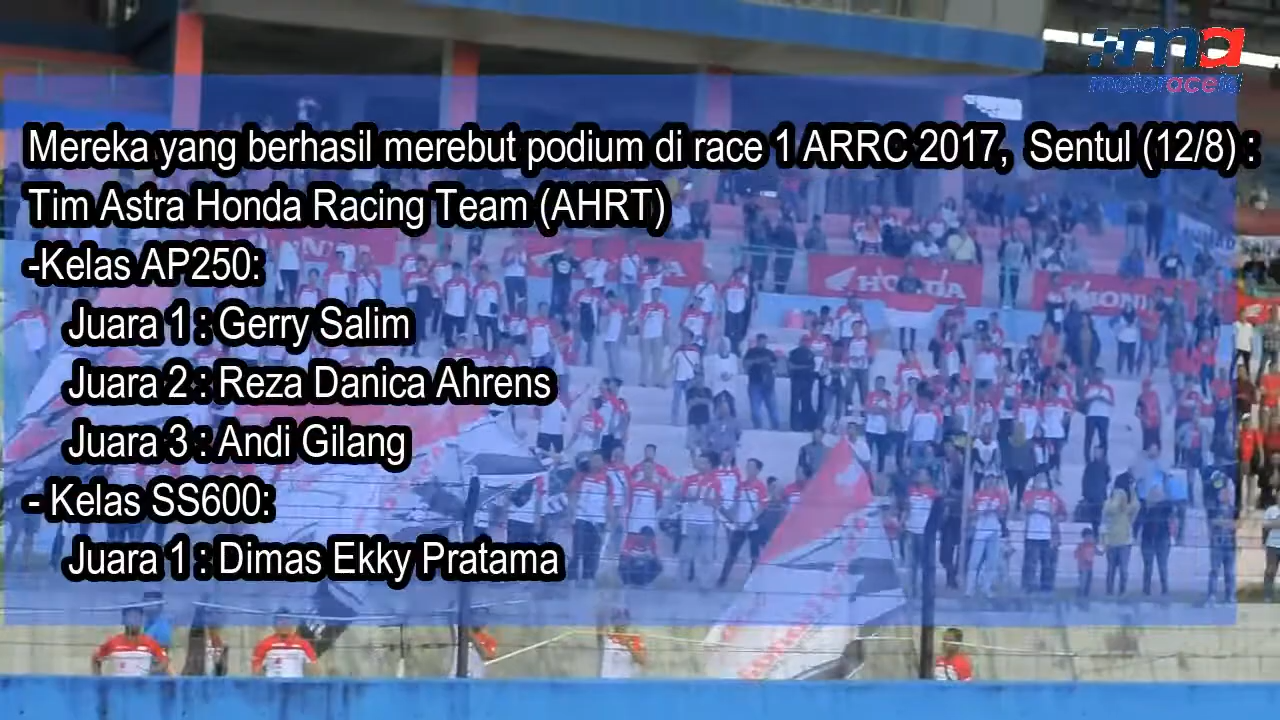 ma
motoraceid
Mereka yang berhasil merebut podium di race 1 ARRC 2017, Sentul (12/8) :
Tim Astra Honda Racing Team (AHRT)
-Kelas AP250:
Juara 1 : Gerry Salim
Juara 2 : Reza Danica Ahrens
Juara 3 : Andi Gilang
- Kelas SS600:
Juara 1 : Dimas Ekky Pratama
HONDA
HONDA